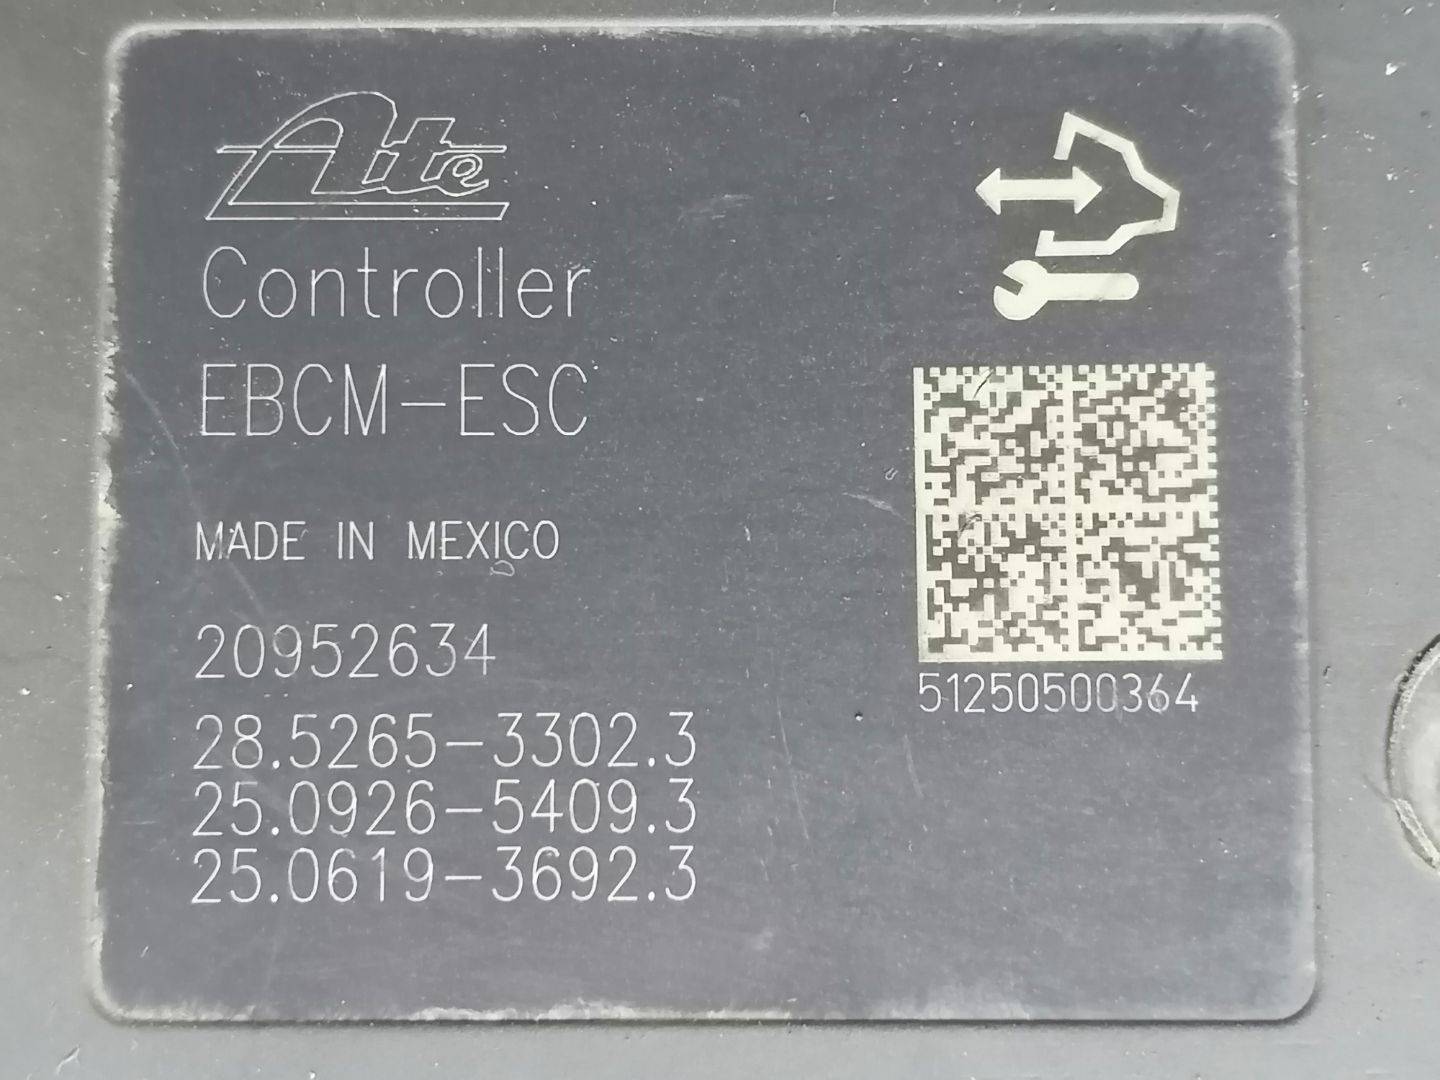 Ate
Controller
EBCM-ESC
MADE IN MEXICO
20952634
51250500364
28.5265-3302.3
25.0926-5409.3
25.0619-3692.3